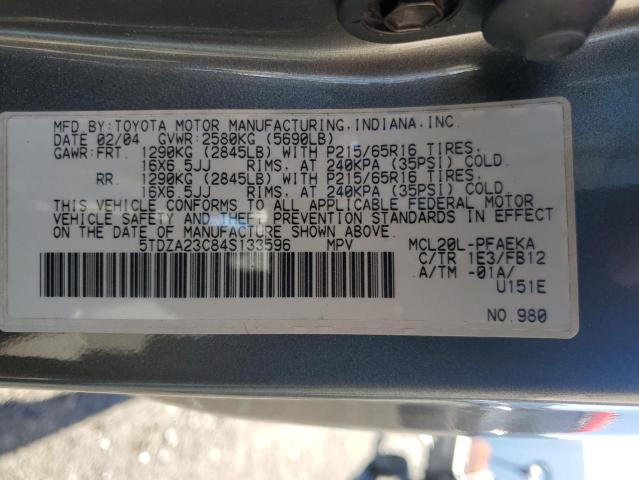 MFD.BY:TOYOTA MOTOR MANUFACTURING,INDIANA,INC.
DATE 02/04 GVWR:2580KG (5690LB)
GAWR:FRT. 1290KG (2845LB) WITH P215/65R16 TIRES.
16X6.5JJ RIMS, AT 240KPA (35PSI) COLD.
RR. 1290KG (2845LB) WITH P215/65R16 TIRES.
16X6.5JJ RIMS, AT 240KPA (35PSI) COLD.
THIS VEHICLE CONFORMS TO ALL APPLICABLE FEDERAL MOTOR
VEHICLE SAFETY AND THEFT PREVENTION STANDARDS IN EFFECT
ON THE DATE OF MANUFACTURE SHOWN ABOVE.
5TDZA23C84S133596 MPV MCL20L-PFAEKA
C/TR 1E3/FB12
A/TM -01A/
U151E
NO.980